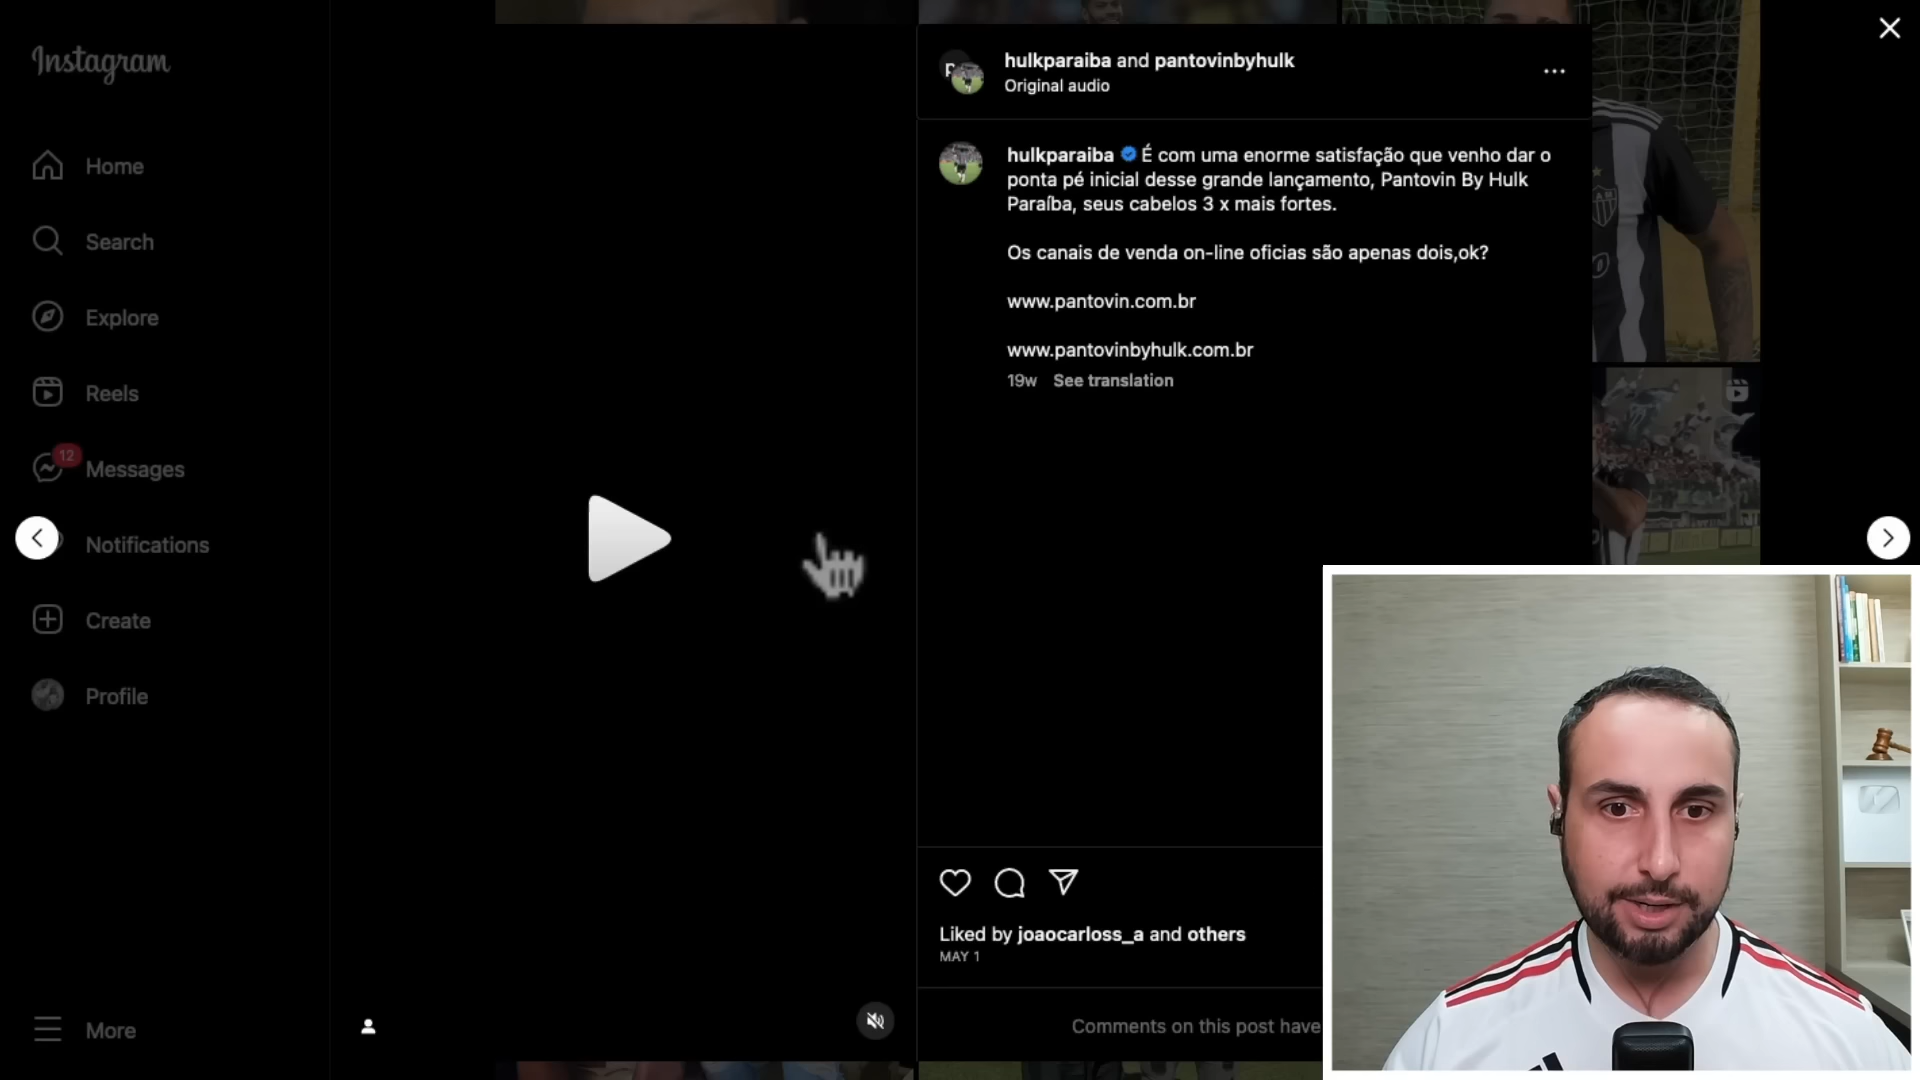 Instagram
Home
Search
Explore
Reels
12
Messages
Notifications
Create
Profile
More
hulkparaiba and pantovinbyhulk
Original audio
hulkparaiba É com uma enorme satisfação que venho dar o
ponta pé inicial desse grande lançamento, Pantovin By Hulk
Paraíba, seus cabelos 3 x mais fortes.
Os canais de venda on-line oficias são apenas dois,ok?
www.pantovin.com.br
www.pantovinbyhulk.com.br
19w See translation
Liked by joaocarloss_a and others
MAY 1
Comments on this post have